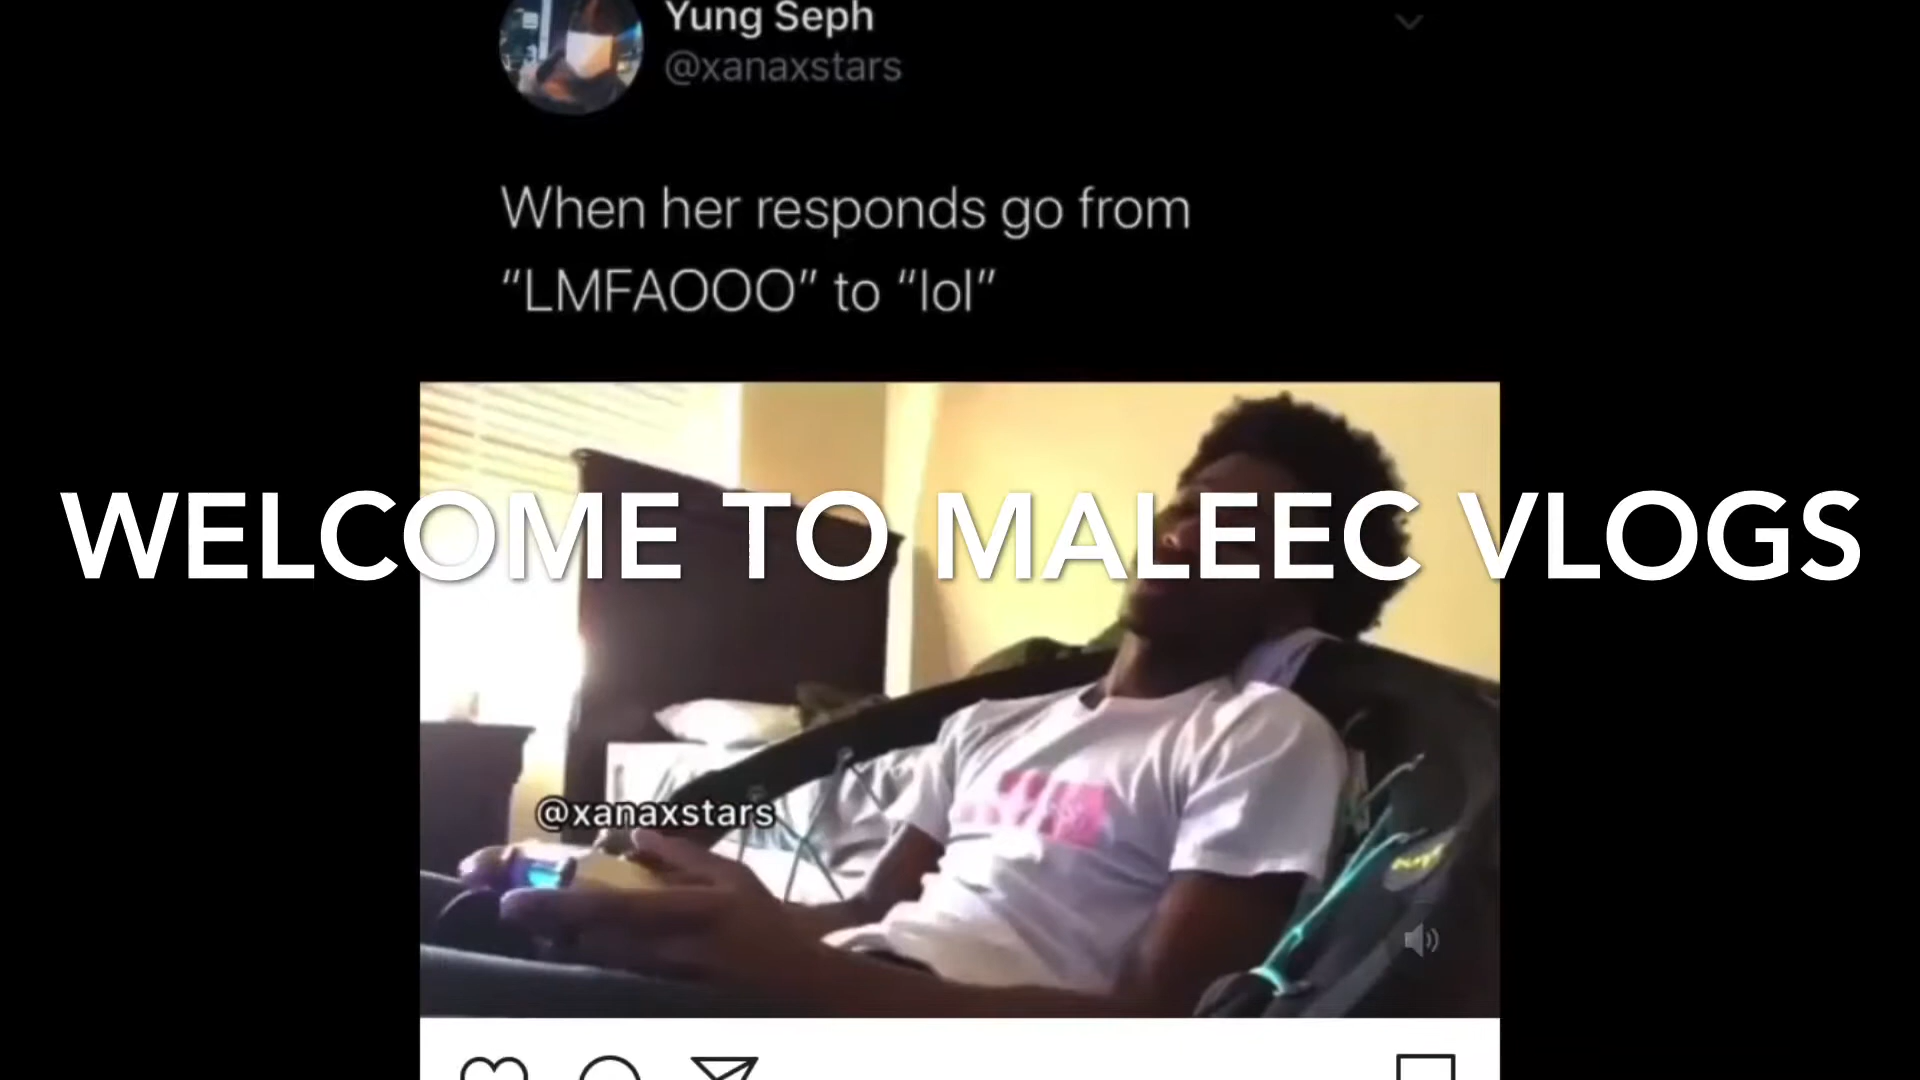 Yung Seph
@xanaxstars
When her responds go from
“LMFAOOO” to “lol”
WELCOME TO MALEEC VLOGS
@xanaxstars